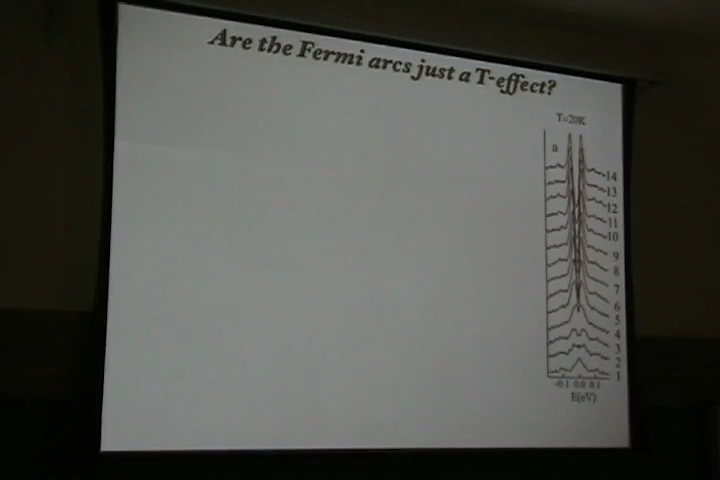 Are the Fermi arcs just a T-effect?
T=20K
a
14
13
12
11
10
9
8
7
6
5
4
3
2
1
-0.1 0.0 0.1
E(eV)